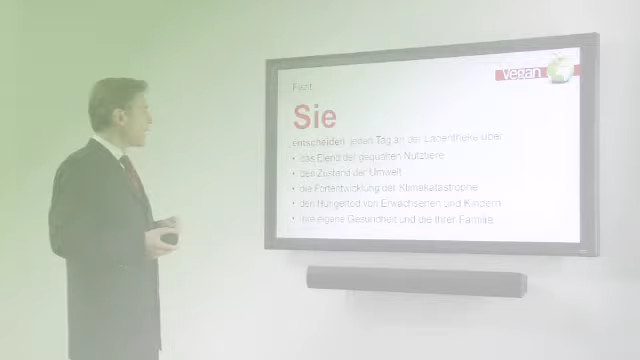 vegan
Fazit
Sie
entscheiden jeden Tag an der Ladentheke über
• das Elend der gequälten Nutztiere
• den Zustand der Umwelt
• die Fortentwicklung der Klimakatastrophe
• den Hungertod von Erwachsenen und Kindern
• Ihre eigene Gesundheit und die Ihrer Familie.